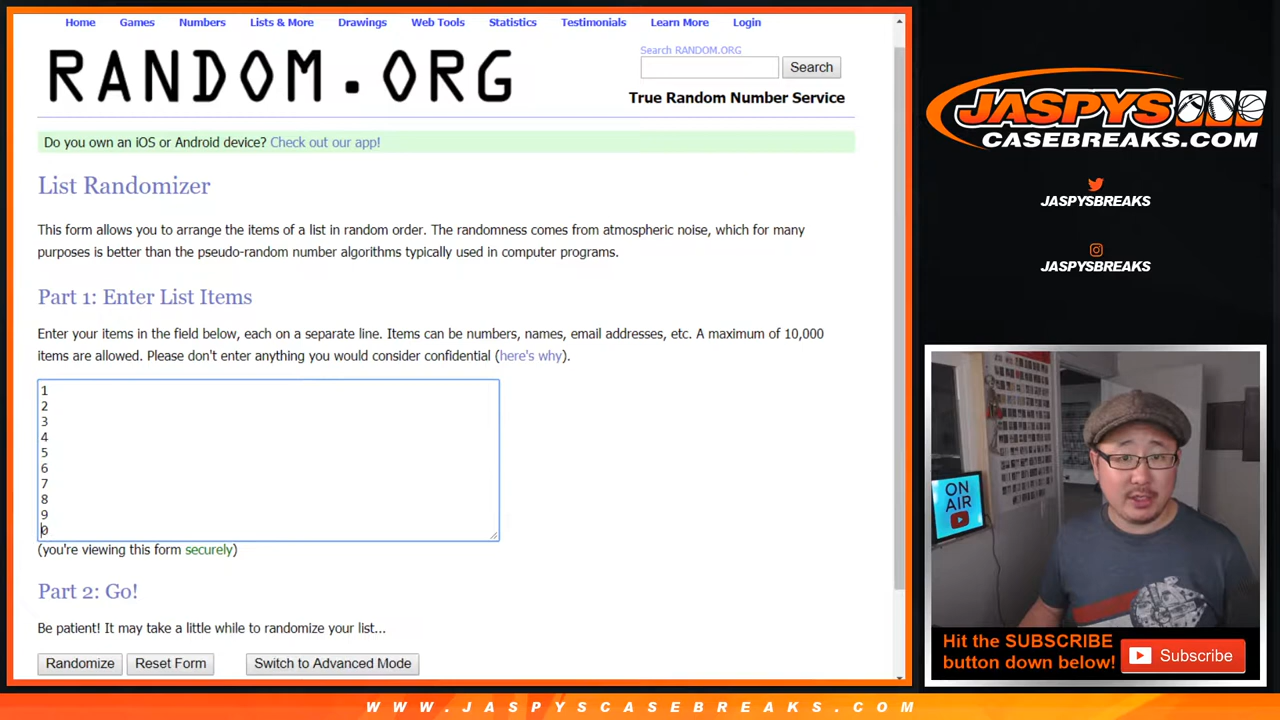 Home Games Numbers Lists & More Drawings Web Tools Statistics Testimonials Learn More Login
RANDOM.ORG
Search RANDOM.ORG
Search
True Random Number Service
Do you own an iOS or Android device? Check out our app!
List Randomizer
This form allows you to arrange the items of a list in random order. The randomness comes from atmospheric noise, which for many
purposes is better than the pseudo-random number algorithms typically used in computer programs.
Part 1: Enter List Items
Enter your items in the field below, each on a separate line. Items can be numbers, names, email addresses, etc. A maximum of 10,000
items are allowed. Please don't enter anything you would consider confidential (here's why).
1
2
3
4
5
6
7
8
9
0
(you're viewing this form securely)
Part 2: Go!
Be patient! It may take a little while to randomize your list...
Randomize Reset Form Switch to Advanced Mode
JASPYS
CASEBREAKS.COM
JASPYSBREAKS
JASPYSBREAKS
ON
AIR
Hit the SUBSCRIBE
button down below!
Subscribe
WWW.JASPYSCASEBREAKS.COM